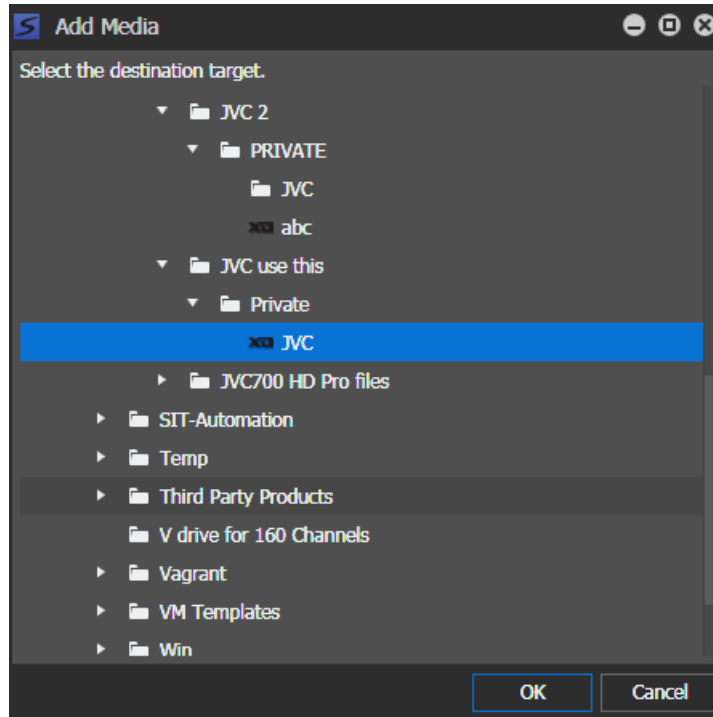 Add Media
Select the destination target.
JVC 2
PRIVATE
JVC
abc
JVC use this
Private
JVC
JVC700 HD Pro files
SIT-Automation
Temp
Third Party Products
V drive for 160 Channels
Vagrant
VM Templates
Win
OK Cancel